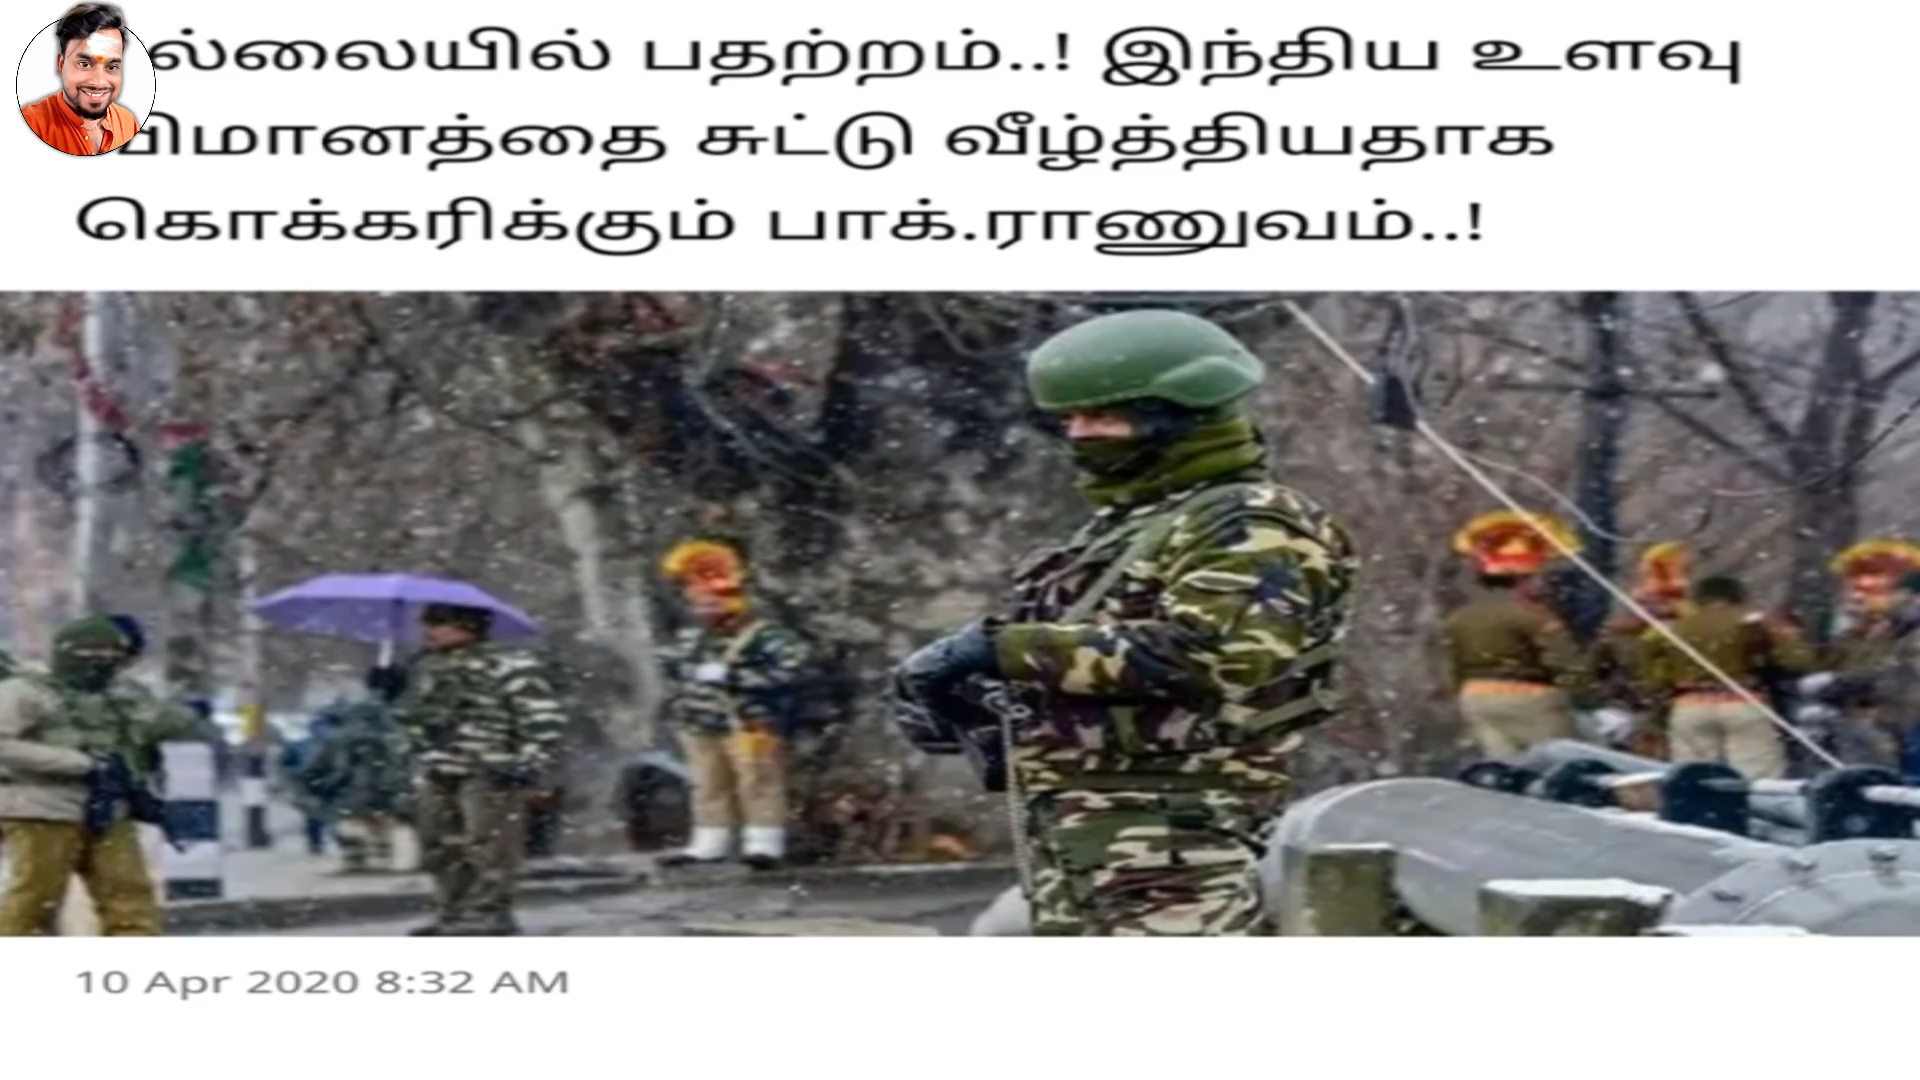 பதற்றம்..! இந்திய உளவு
சுட்டு வீழ்த்தியதாக
கொக்கரிக்கும் பாக்.ராணுவம்..!
10 Apr 2020 8:32 AM